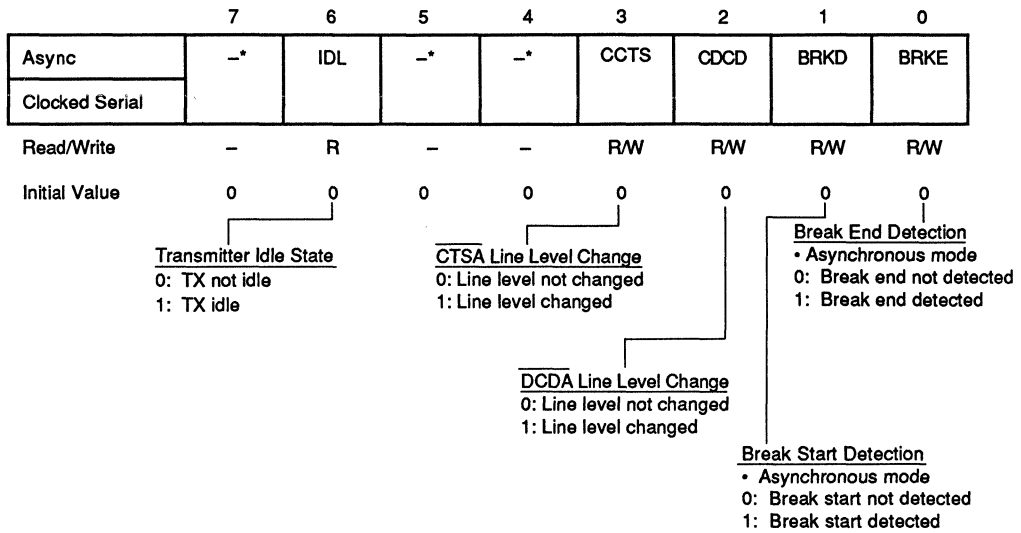 7 6 5 4 3 2 1 0
Async –* IDL –* –* CCTS CDCD BRKD BRKE
Clocked Serial
Read/Write – R – – R/W R/W R/W R/W
Initial Value 0 0 0 0 0 0 0 0
Transmitter Idle State
0: TX not idle
1: TX idle
CTSA Line Level Change
0: Line level not changed
1: Line level changed
Break End Detection
• Asynchronous mode
0: Break end not detected
1: Break end detected
DCDA Line Level Change
0: Line level not changed
1: Line level changed
Break Start Detection
• Asynchronous mode
0: Break start not detected
1: Break start detected